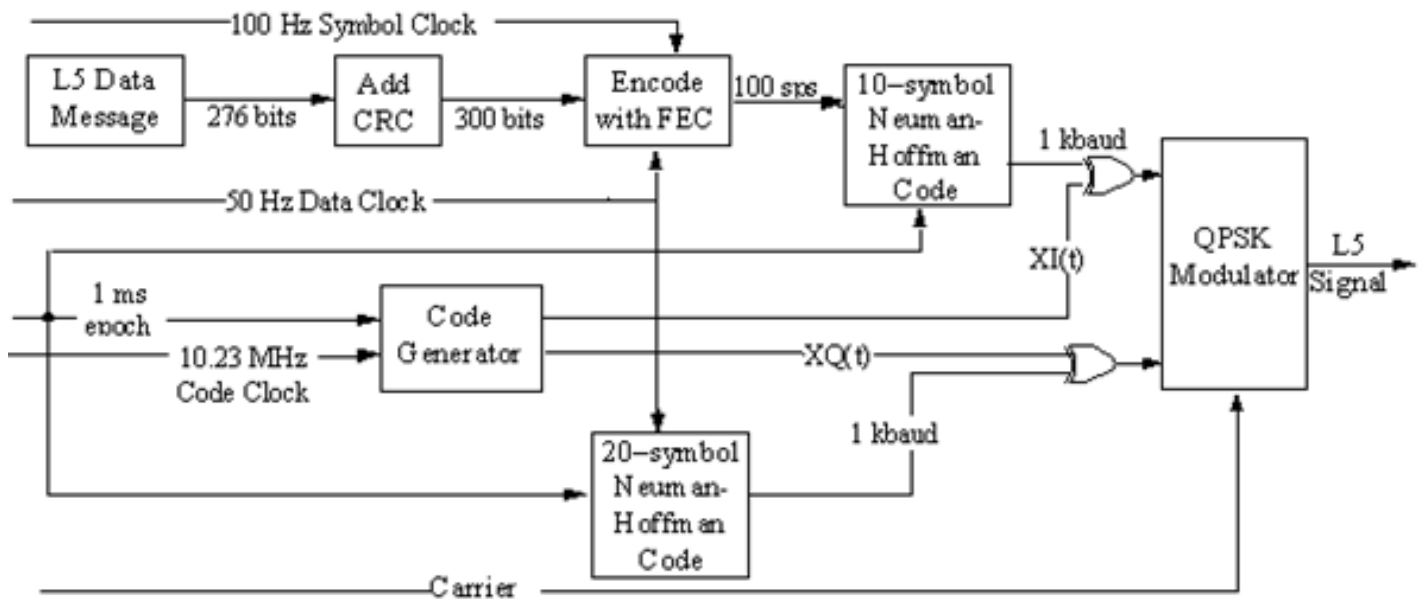 100 Hz Symbol Clock
L5 Data
Message
276 bits
Add
CRC
300 bits
Encode
with FEC
100 sps
10-symbol
Neuman-
Hoffman
Code
1 kbaud
50 Hz Data Clock
XI(t)
QPSK
Modulator
L5
Signal
1 ms
epoch
10.23 MHz
Code Clock
Code
Generator
XQ(t)
1 kbaud
20-symbol
Neuman-
Hoffman
Code
Carrier